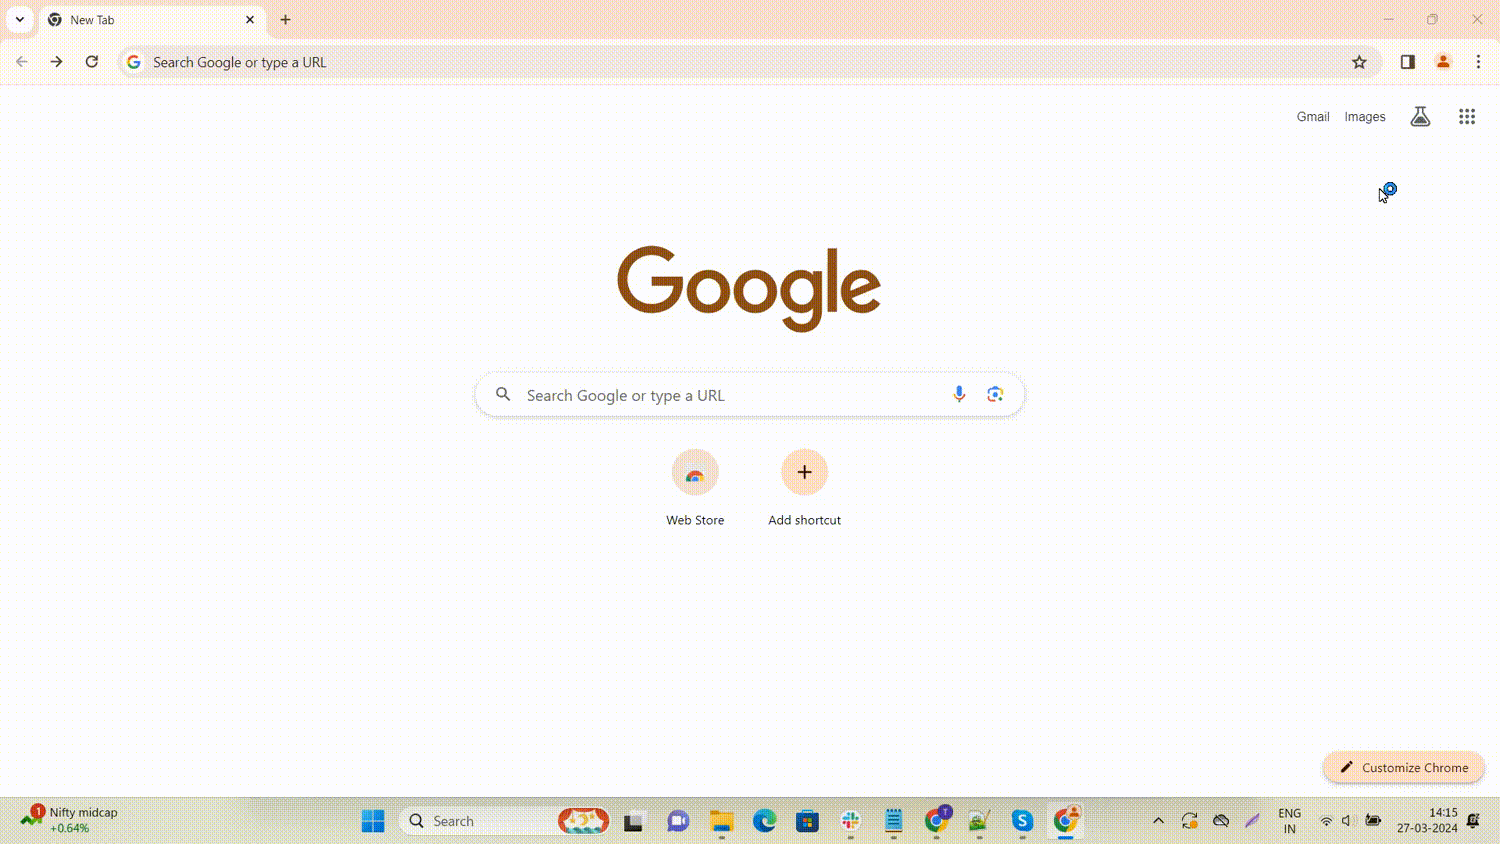 New Tab
Search Google or type a URL
Gmail Images
Google
Search Google or type a URL
Web Store Add shortcut
Customize Chrome
1 Nifty midcap
+0.64%
Search
T
ENG
IN
14:15
27-03-2024